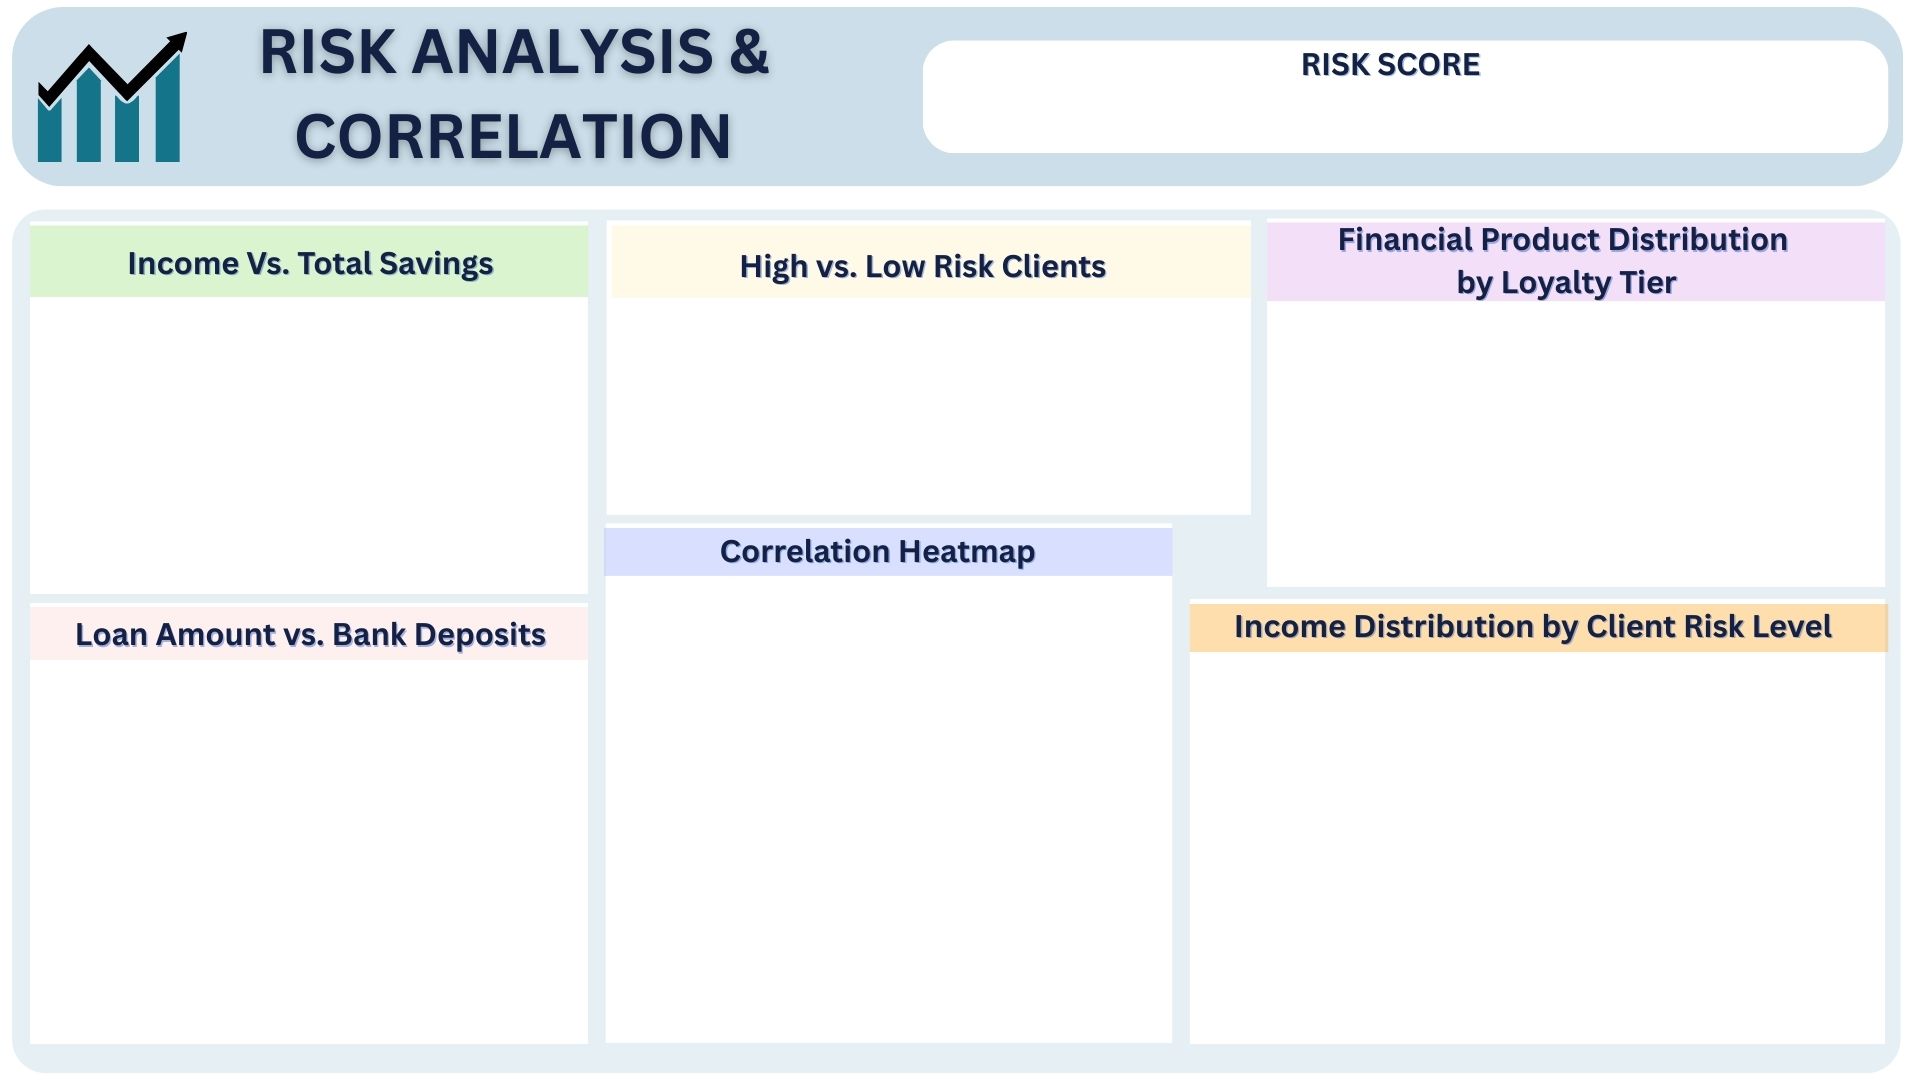 RISK ANALYSIS &
CORRELATION
RISK SCORE
Income Vs. Total Savings
High vs. Low Risk Clients
Financial Product Distribution
by Loyalty Tier
Correlation Heatmap
Loan Amount vs. Bank Deposits
Income Distribution by Client Risk Level